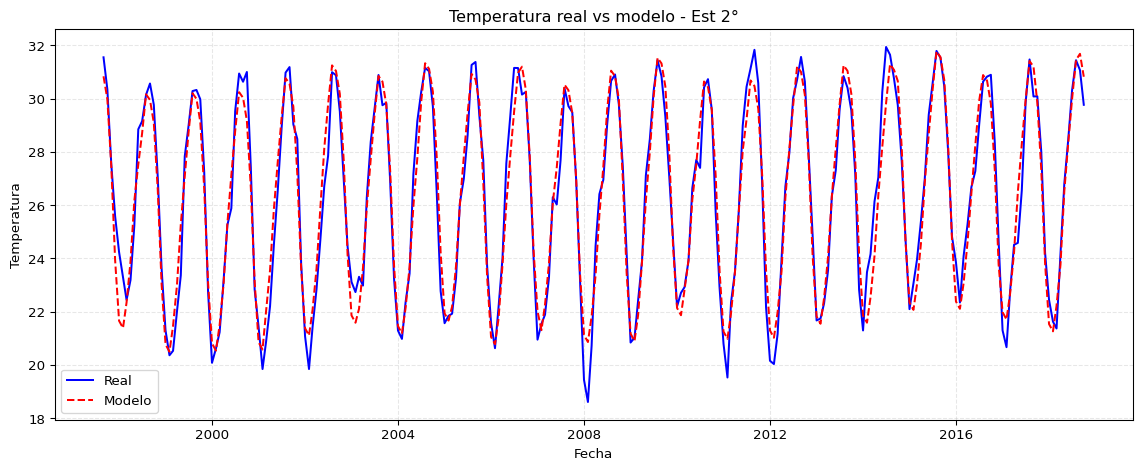 Temperatura real vs modelo - Est 2°
Temperatura
32
30
28
26
24
22
20
18
Real
Modelo
2000
2004
2008
2012
2016
Fecha